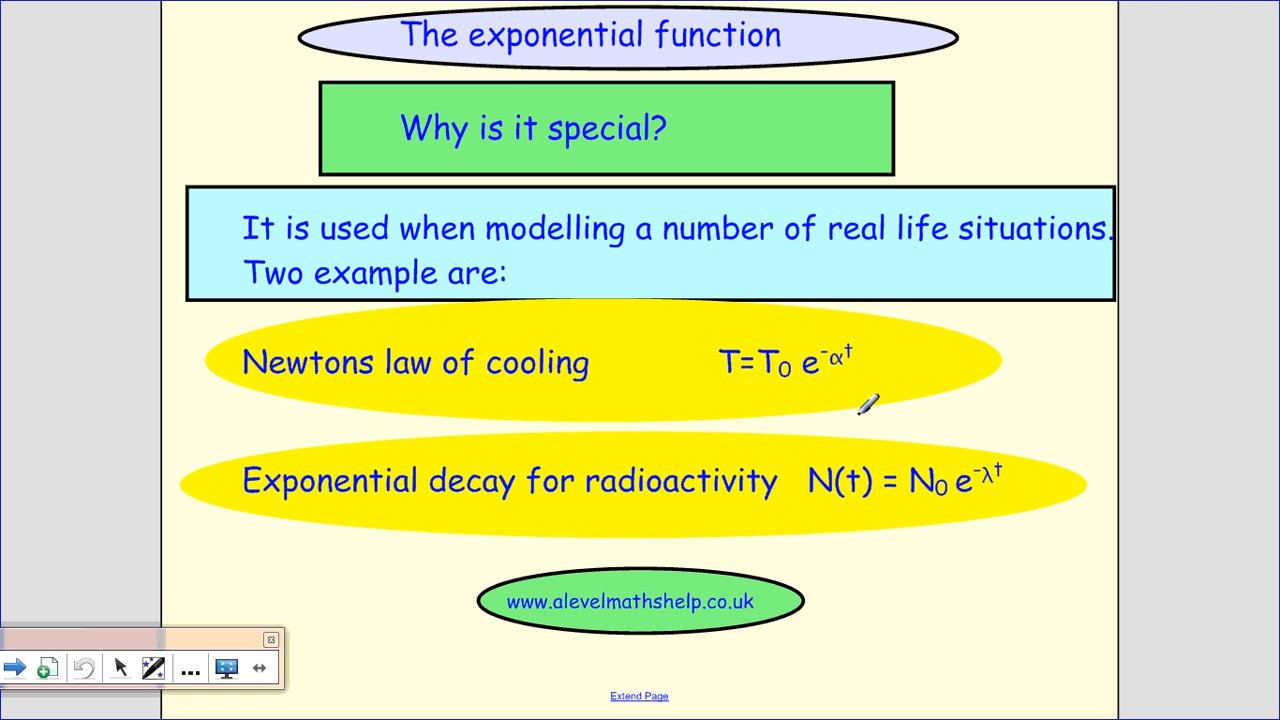 The exponential function
Why is it special?
It is used when modelling a number of real life situations.
Two example are:
Newtons law of cooling T=T₀ e⁻ᵅᵗ
Exponential decay for radioactivity N(t) = N₀ e^-λt
www.alevelmathshelp.co.uk
...
Extend Page